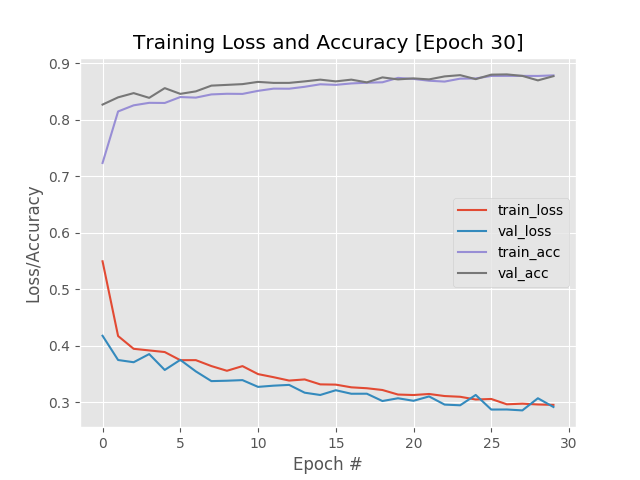 Training Loss and Accuracy [Epoch 30]
0.9
0.8
0.7
0.6
0.5
0.4
0.3
Loss/Accuracy
train_loss
val_loss
train_acc
val_acc
0 5 10 15 20 25 30
Epoch #